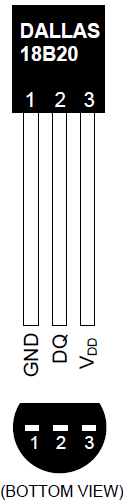 DALLAS
18B20
1 2 3
GND
DQ
VDD
1 2 3
(BOTTOM VIEW)